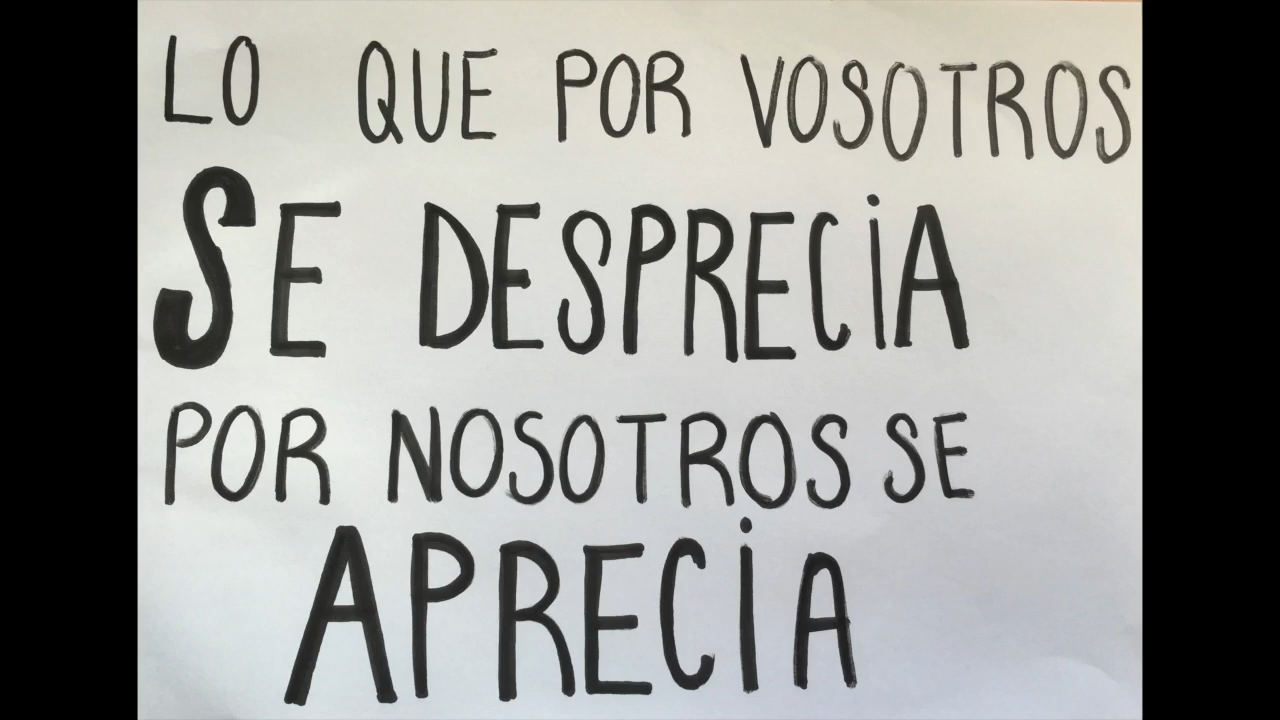 LO QUE POR VOSOTROS
SE DESPRECIA
POR NOSOTROS SE
APRECIA